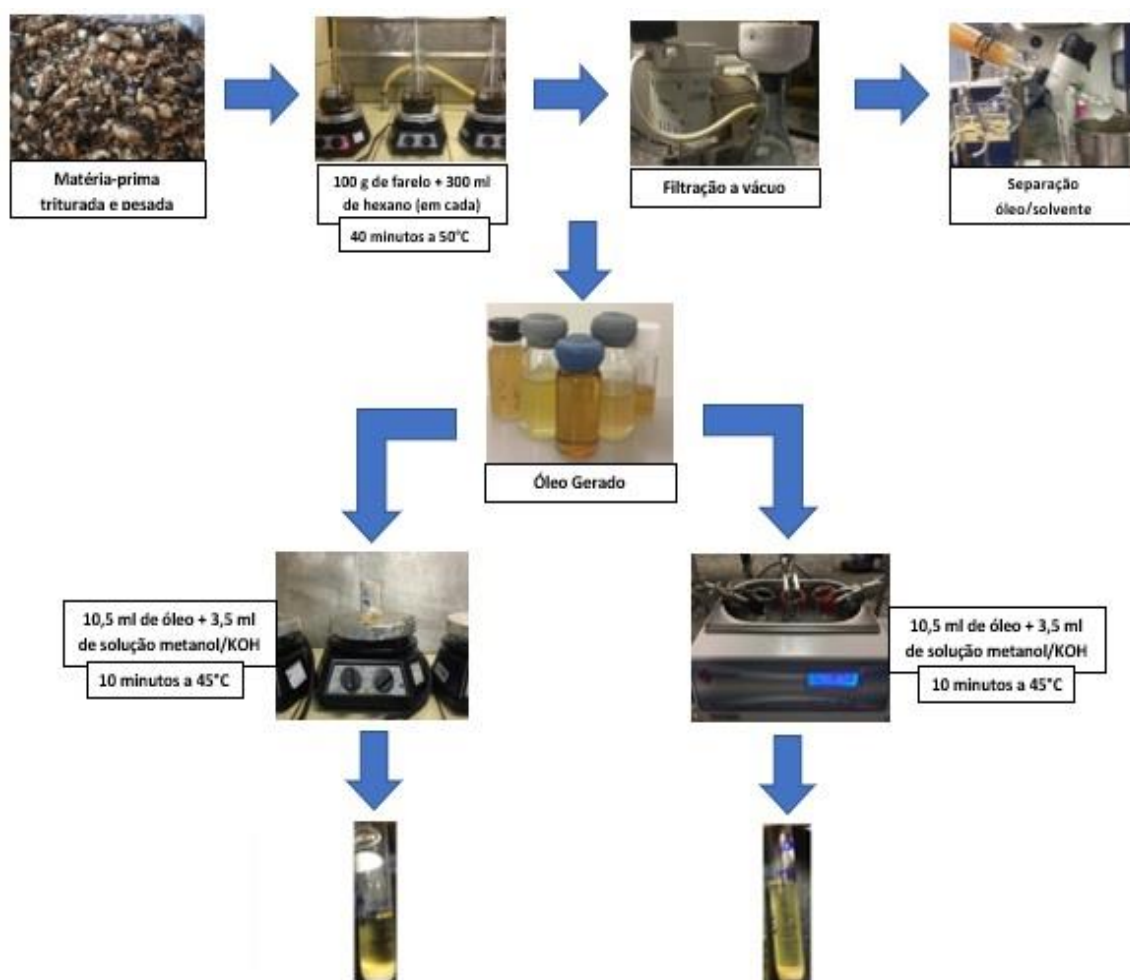 Matéria-prima
triturada e pesada
100 g de farelo + 300 ml
de hexano (em cada)
40 minutos a 50°C
Filtração a vácuo
Separação
óleo/solvente
Óleo Gerado
10,5 ml de óleo + 3,5 ml
de solução metanol/KOH
10 minutos a 45°C
10,5 ml de óleo + 3,5 ml
de solução metanol/KOH
10 minutos a 45°C